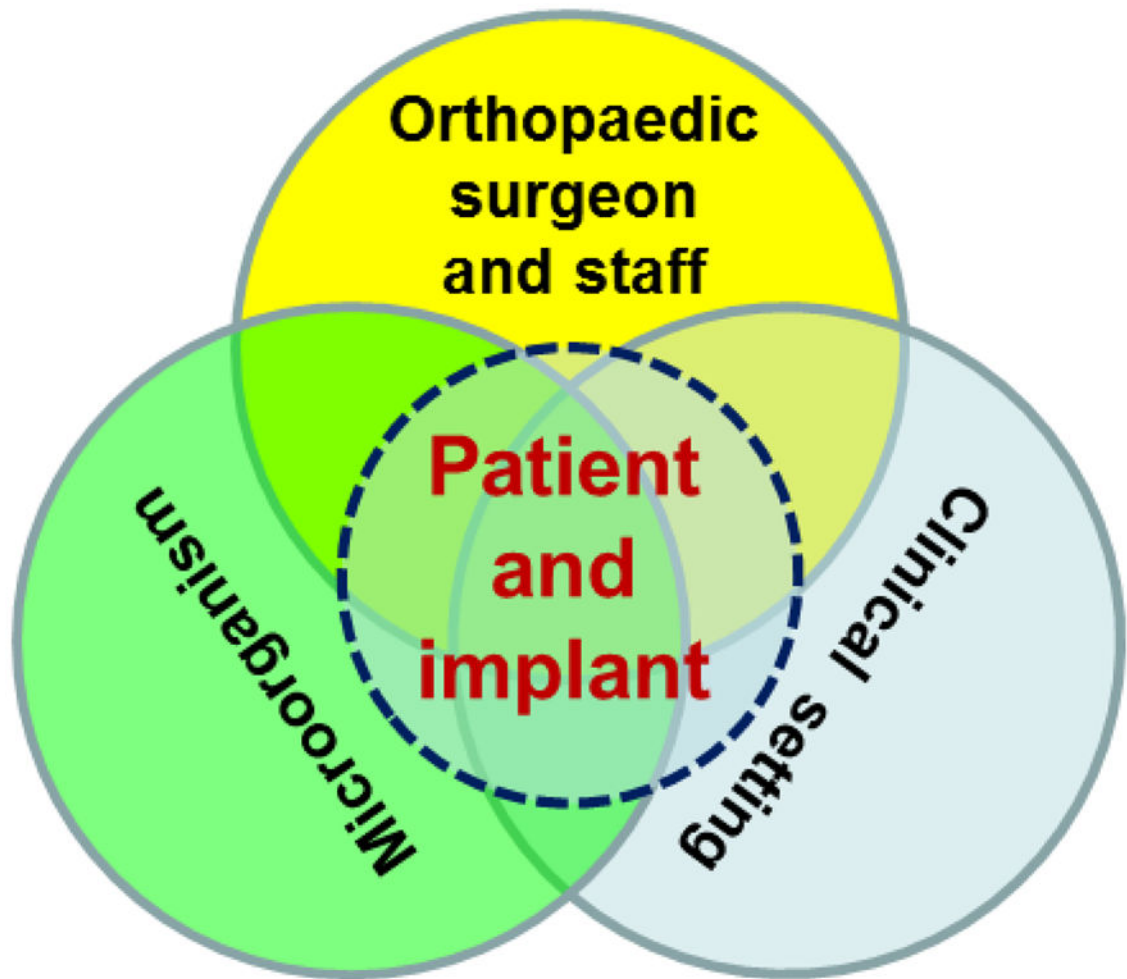 Orthopaedic
surgeon
and staff
Patient
and
implant
Microorganism
Clinical setting